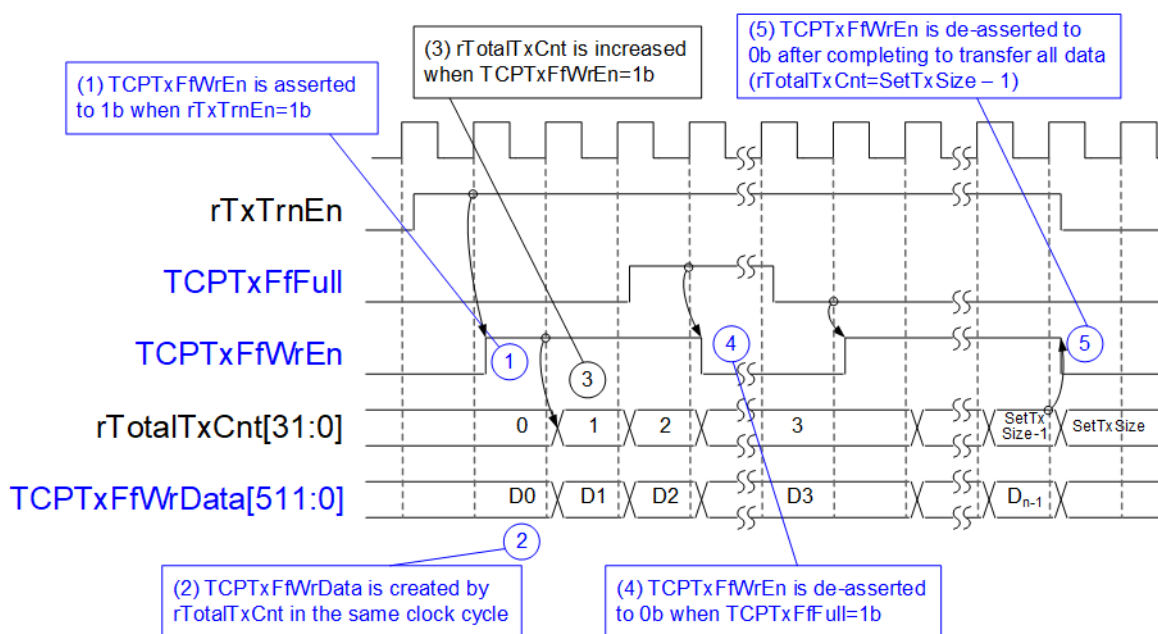 (3) rTotalTxCnt is increased
when TCPTxFfWrEn=1b
(5) TCPTxFfWrEn is de-asserted to
0b after completing to transfer all data
(rTotalTxCnt=SetTxSize – 1)
(1) TCPTxFfWrEn is asserted
to 1b when rTxTrnEn=1b
rTxTrnEn
TCPTxFfFull
TCPTxFfWrEn
1
3
4
5
rTotalTxCnt[31:0]
0
1
2
3
SetTx
Size-1
SetTxSize
TCPTxFfWrData[511:0]
D0
D1
D2
D3
Dn-1
2
(2) TCPTxFfWrData is created by
rTotalTxCnt in the same clock cycle
(4) TCPTxFfWrEn is de-asserted
to 0b when TCPTxFfFull=1b